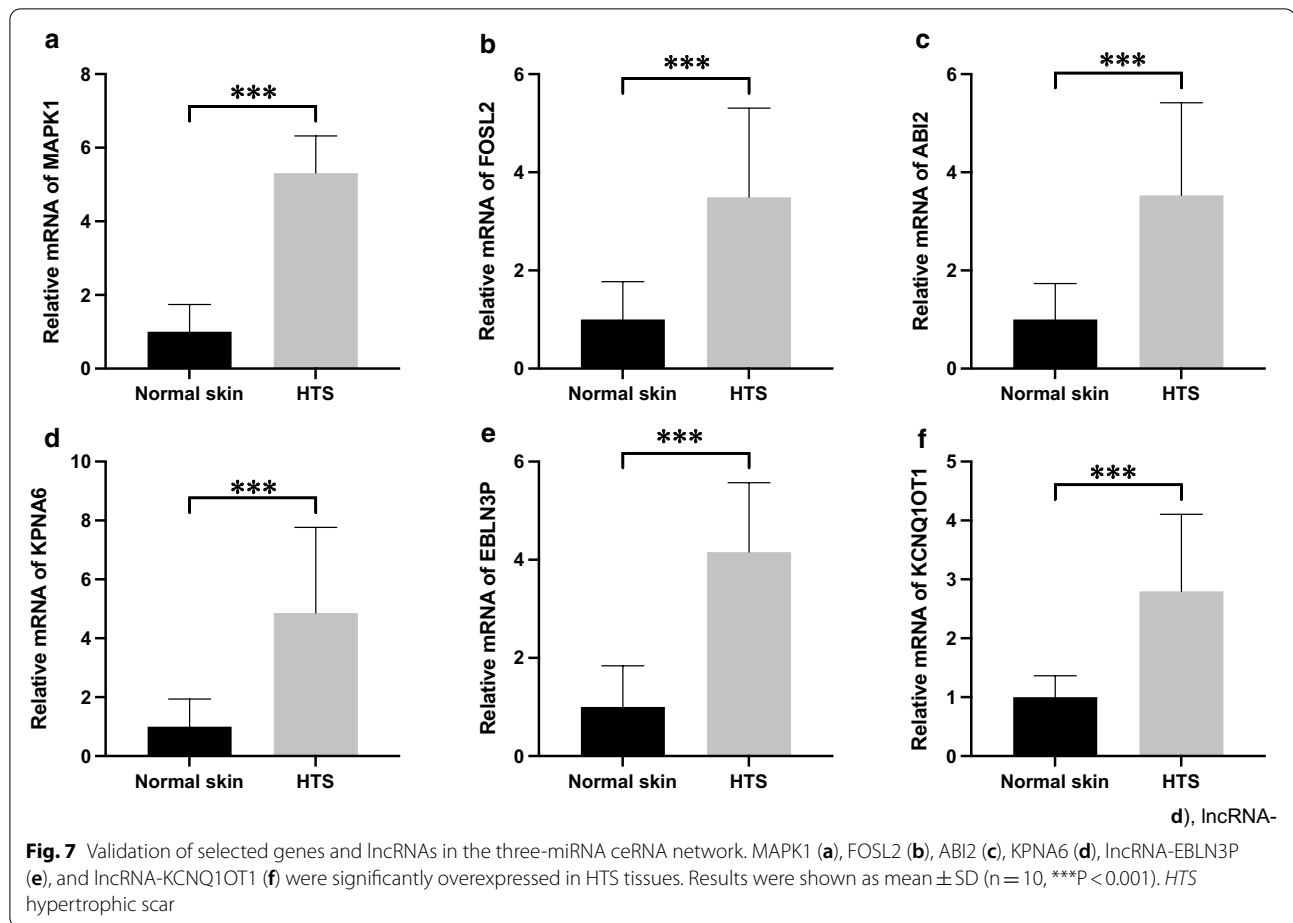 a
8
6
4
2
0
Relative mRNA of MAPK1
***
Normal skin HTS
b
6
4
2
0
Relative mRNA of FOSL2
***
Normal skin HTS
c
6
4
2
0
Relative mRNA of ABI2
***
Normal skin HTS
d
10
8
6
4
2
0
Relative mRNA of KPNA6
***
Normal skin HTS
e
6
4
2
0
Relative mRNA of EBLN3P
***
Normal skin HTS
f
5
4
3
2
1
0
Relative mRNA of KCNQ1OT1
***
Normal skin HTS
d), lncRNA-
Fig. 7 Validation of selected genes and lncRNAs in the three-miRNA ceRNA network. MAPK1 (a), FOSL2 (b), ABI2 (c), KPNA6 (d), lncRNA-EBLN3P
(e), and lncRNA-KCNQ1OT1 (f) were significantly overexpressed in HTS tissues. Results were shown as mean ± SD (n = 10, ***P < 0.001). HTS
hypertrophic scar